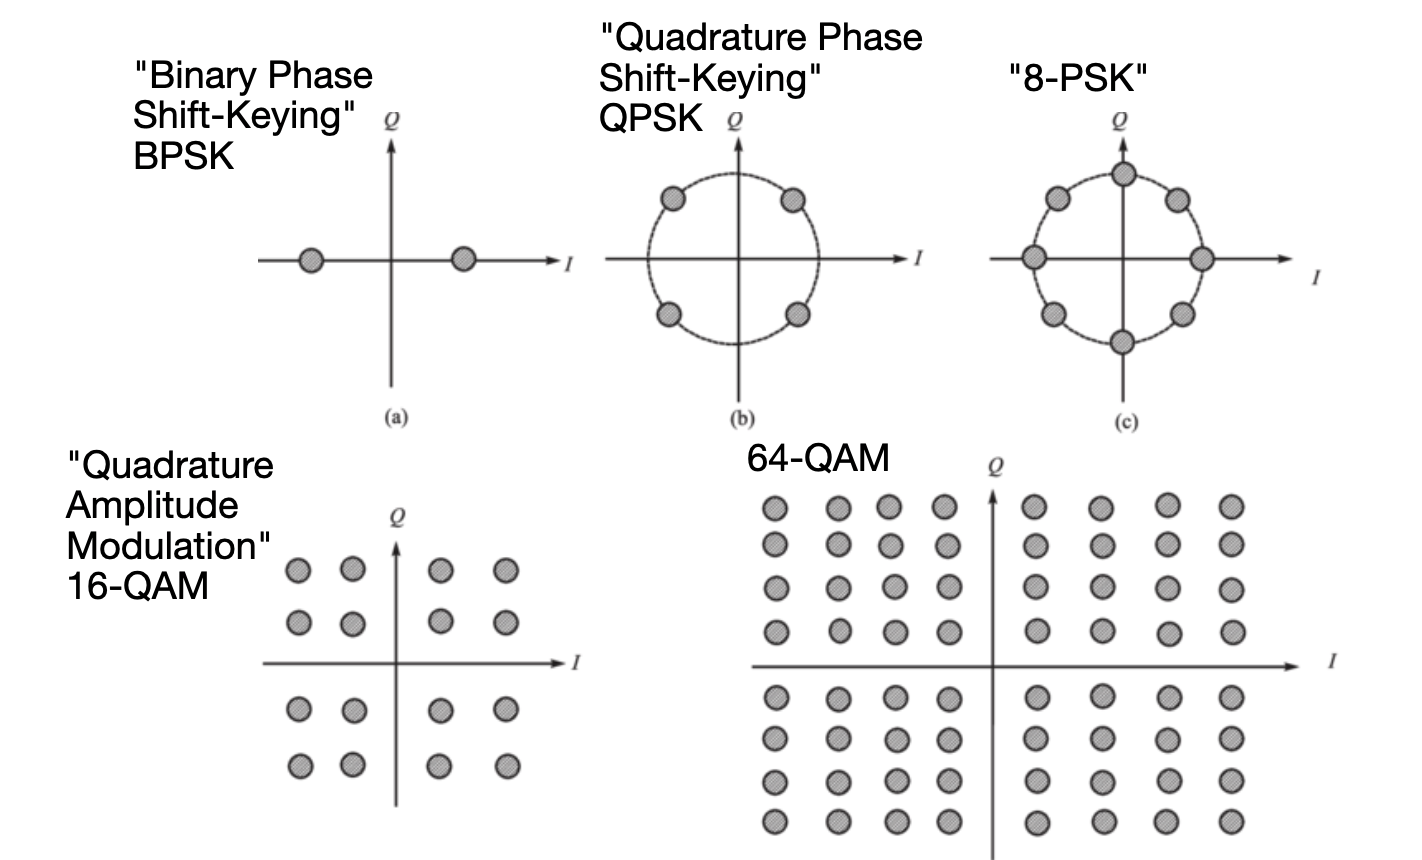 "Binary Phase
Shift-Keying"
BPSK
Q
I
(a)
"Quadrature Phase
Shift-Keying"
QPSK
Q
I
(b)
"8-PSK"
Q
I
(c)
"Quadrature
Amplitude
Modulation"
16-QAM
Q
I
64-QAM
Q
I